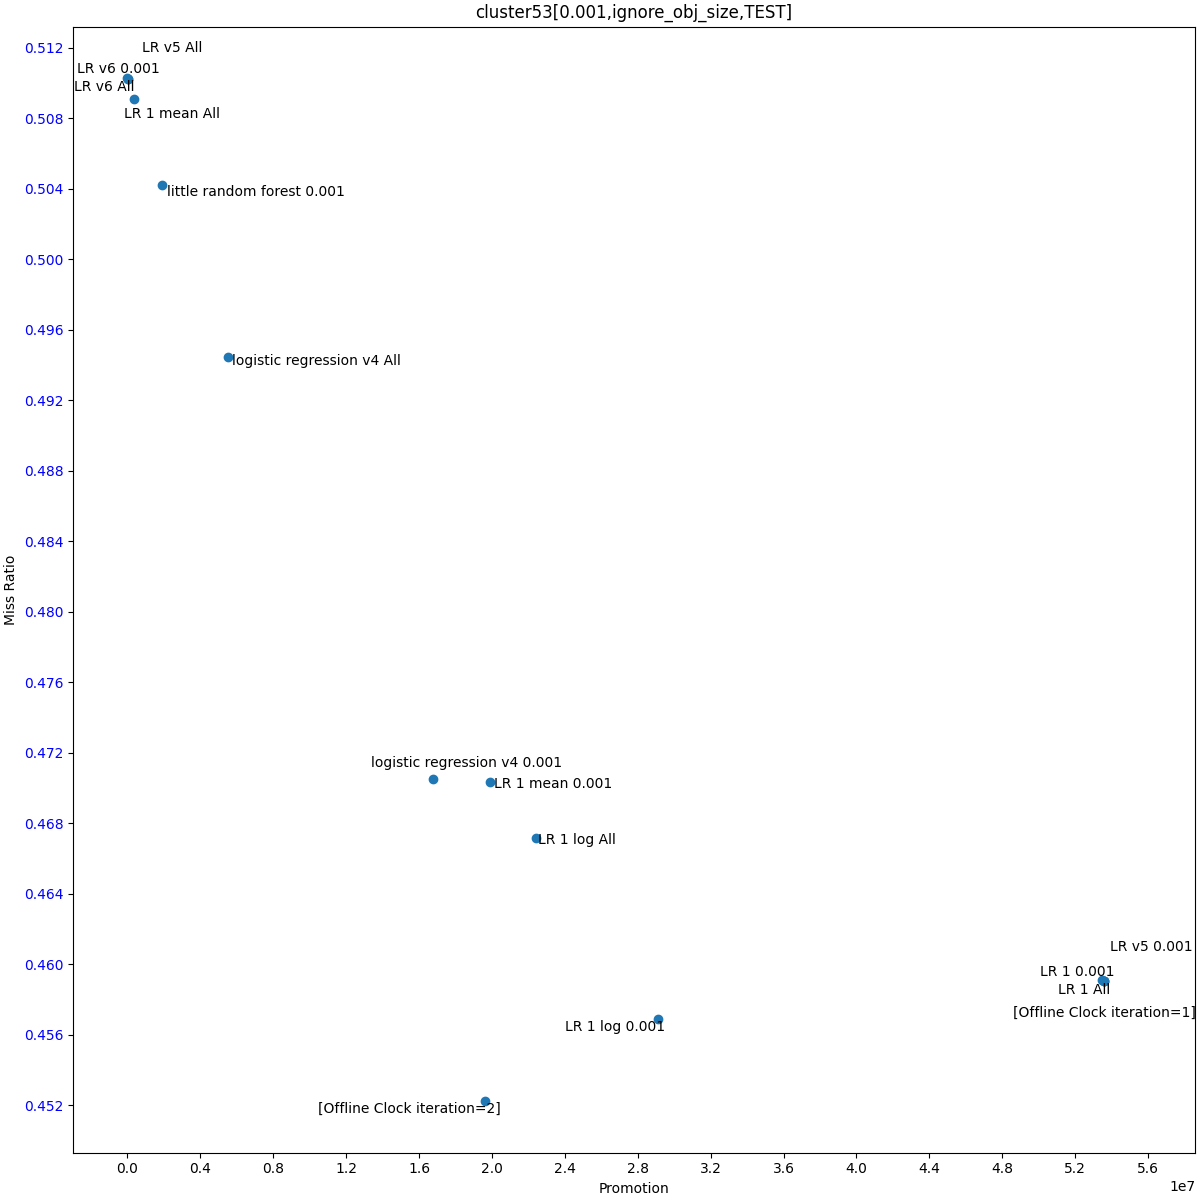 cluster53[0.001,ignore_obj_size,TEST]
0.512
LR v5 All
LR v6 0.001
LR v6 All
LR 1 mean All
0.508
0.504
little random forest 0.001
0.500
0.496
logistic regression v4 All
0.492
0.488
0.484
0.480
Miss Ratio
0.476
0.472
logistic regression v4 0.001
LR 1 mean 0.001
0.468
LR 1 log All
0.464
0.460
LR v5 0.001
LR 1 0.001
LR 1 All
[Offline Clock iteration=1]
LR 1 log 0.001
0.456
0.452
[Offline Clock iteration=2]
0.0 0.4 0.8 1.2 1.6 2.0 2.4 2.8 3.2 3.6 4.0 4.4 4.8 5.2 5.6
1e7
Promotion